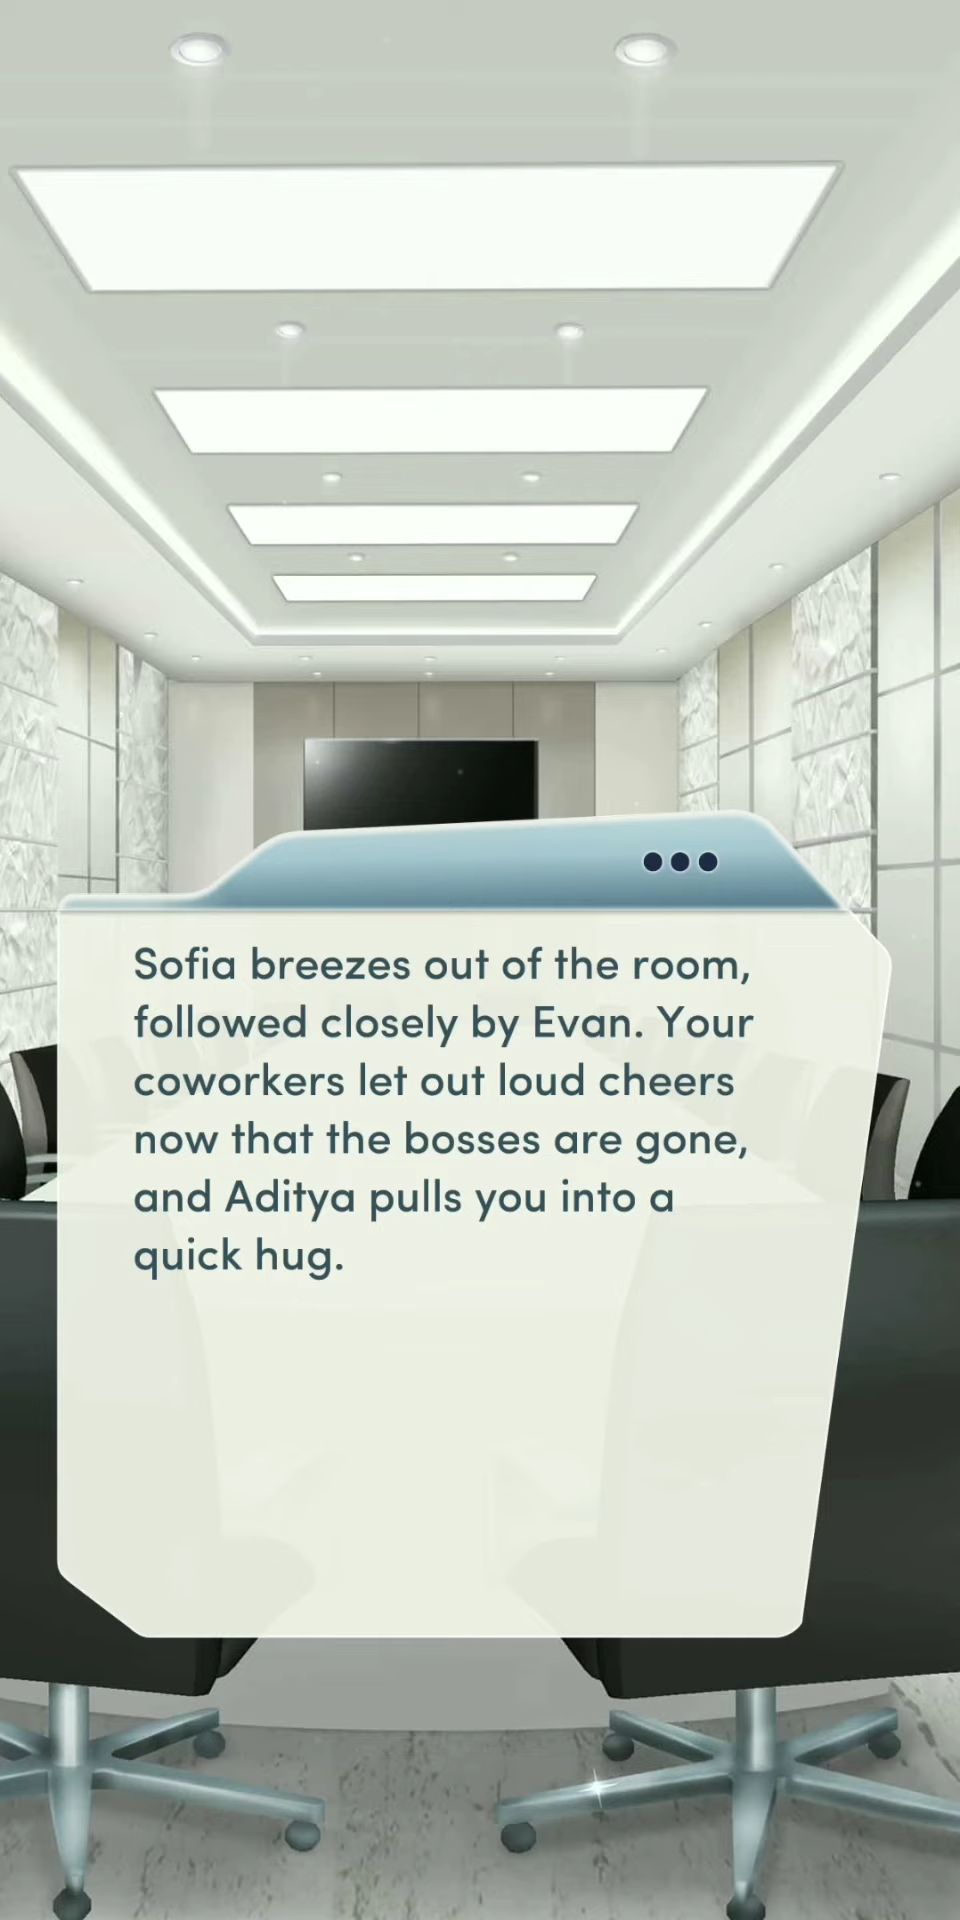 Sofia breezes out of the room,
followed closely by Evan. Your
coworkers let out loud cheers
now that the bosses are gone,
and Aditya pulls you into a
quick hug.